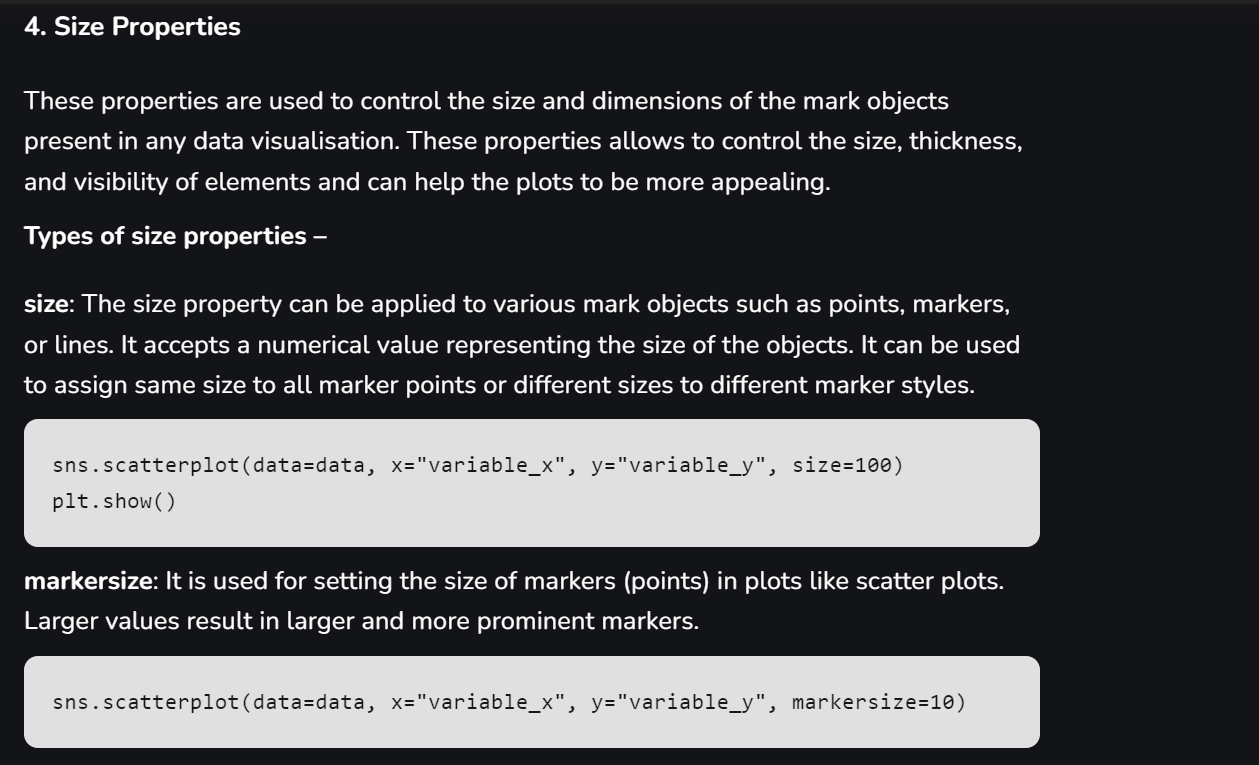 4. Size Properties
These properties are used to control the size and dimensions of the mark objects
present in any data visualisation. These properties allows to control the size, thickness,
and visibility of elements and can help the plots to be more appealing.
Types of size properties –
size: The size property can be applied to various mark objects such as points, markers,
or lines. It accepts a numerical value representing the size of the objects. It can be used
to assign same size to all marker points or different sizes to different marker styles.
sns.scatterplot(data=data, x="variable_x", y="variable_y", size=100)
plt.show()
markersize: It is used for setting the size of markers (points) in plots like scatter plots.
Larger values result in larger and more prominent markers.
sns.scatterplot(data=data, x="variable_x", y="variable_y", markersize=10)